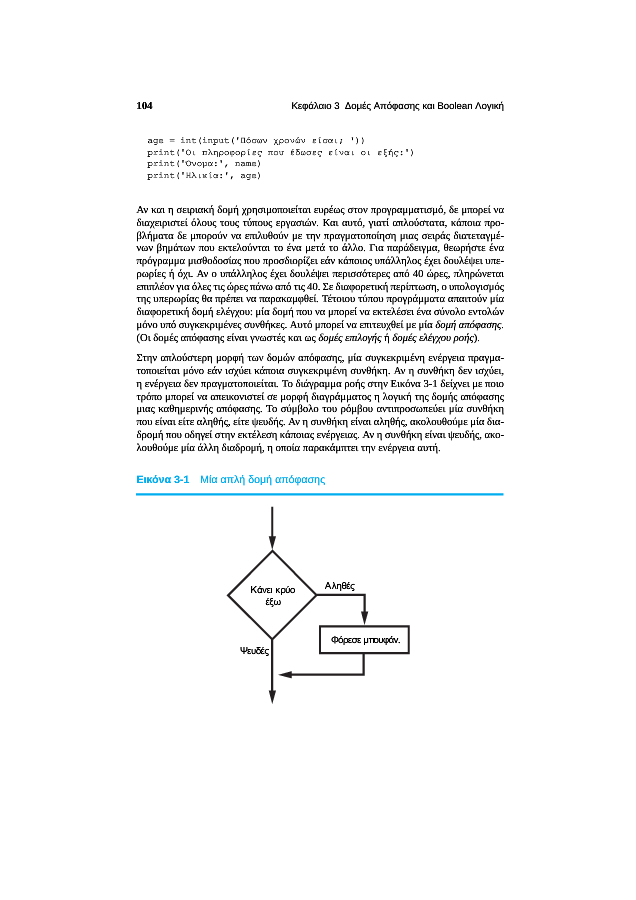 104 Κεφάλαιο 3 Δομές Απόφασης και Boolean Λογική
age = int(input('Πόσων χρονών είσαι; '))
print('Οι πληροφορίες που έδωσες είναι οι εξής:')
print('Όνομα:', name)
print('Ηλικία:', age)
Αν και η σειριακή δομή χρησιμοποιείται ευρέως στον προγραμματισμό, δε μπορεί να
διαχειριστεί όλους τους τύπους εργασιών. Και αυτό, γιατί απλούστατα, κάποια προ-
βλήματα δε μπορούν να επιλυθούν με την πραγματοποίηση μιας σειράς διατεταγμέ-
νων βημάτων που εκτελούνται το ένα μετά το άλλο. Για παράδειγμα, θεωρήστε ένα
πρόγραμμα μισθοδοσίας που προσδιορίζει εάν κάποιος υπάλληλος έχει δουλέψει υπε-
ρωρίες ή όχι. Αν ο υπάλληλος έχει δουλέψει περισσότερες από 40 ώρες, πληρώνεται
επιπλέον για όλες τις ώρες πάνω από τις 40. Σε διαφορετική περίπτωση, ο υπολογισμός
της υπερωρίας θα πρέπει να παρακαμφθεί. Τέτοιου τύπου προγράμματα απαιτούν μία
διαφορετική δομή ελέγχου: μία δομή που να μπορεί να εκτελέσει ένα σύνολο εντολών
μόνο υπό συγκεκριμένες συνθήκες. Αυτό μπορεί να επιτευχθεί με μία δομή απόφασης.
(Οι δομές απόφασης είναι γνωστές και ως δομές επιλογής ή δομές ελέγχου ροής).
Στην απλούστερη μορφή των δομών απόφασης, μία συγκεκριμένη ενέργεια πραγμα-
τοποιείται μόνο εάν ισχύει κάποια συγκεκριμένη συνθήκη. Αν η συνθήκη δεν ισχύει,
η ενέργεια δεν πραγματοποιείται. Το διάγραμμα ροής στην Εικόνα 3-1 δείχνει με ποιο
τρόπο μπορεί να απεικονιστεί σε μορφή διαγράμματος η λογική της δομής απόφασης
μιας καθημερινής απόφασης. Το σύμβολο του ρόμβου αντιπροσωπεύει μία συνθήκη
που είναι είτε αληθής, είτε ψευδής. Αν η συνθήκη είναι αληθής, ακολουθούμε μία δια-
δρομή που οδηγεί στην εκτέλεση κάποιας ενέργειας. Αν η συνθήκη είναι ψευδής, ακο-
λουθούμε μία άλλη διαδρομή, η οποία παρακάμπτει την ενέργεια αυτή.
Εικόνα 3-1 Μία απλή δομή απόφασης
Κάνει κρύο
έξω
Αληθές
Φόρεσε μπουφάν.
Ψευδές